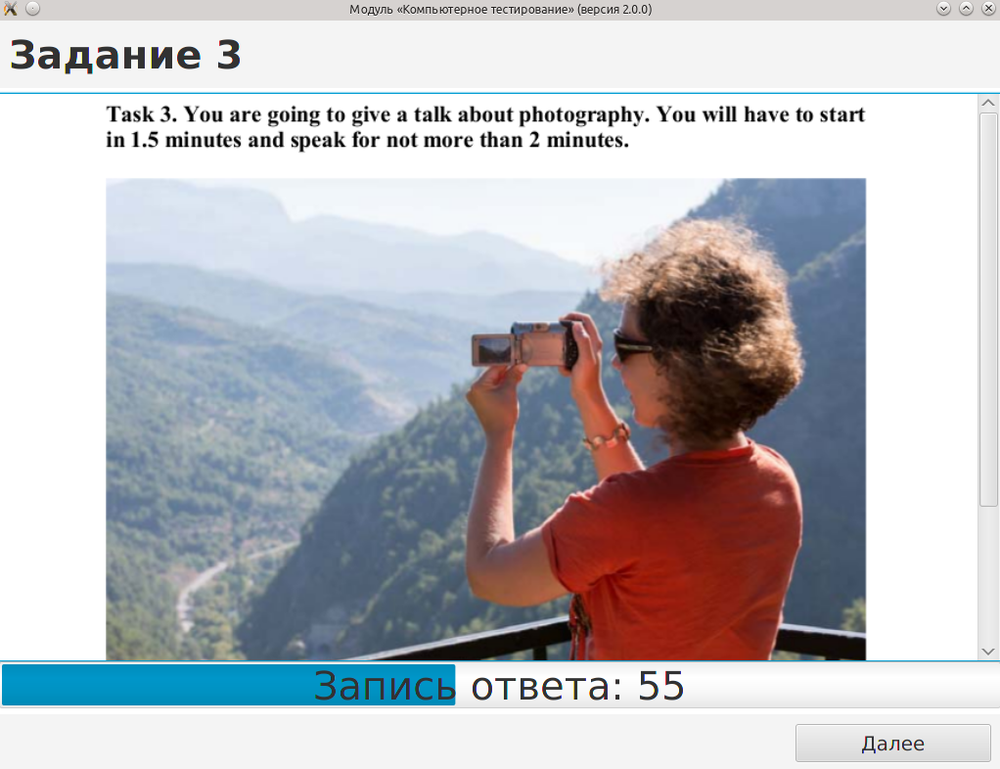 Модуль «Компьютерное тестирование» (версия 2.0.0)
Задание 3
Task 3. You are going to give a talk about photography. You will have to start
in 1.5 minutes and speak for not more than 2 minutes.
Запись ответа: 55
Далее